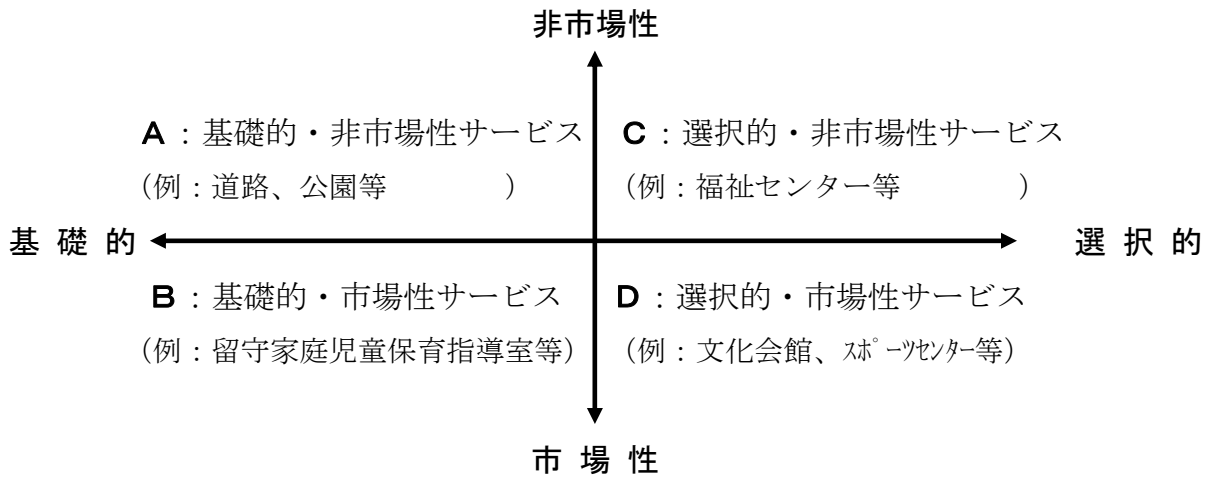 非市場性
A：基礎的・非市場性サービス
（例：道路、公園等　　　　）
C：選択的・非市場性サービス
（例：福祉センター等　　　　）
基礎的
選択的
B：基礎的・市場性サービス
（例：留守家庭児童保育指導室等）
D：選択的・市場性サービス
（例：文化会館、ｽﾎﾟｰﾂｾﾝﾀｰ等）
市場性